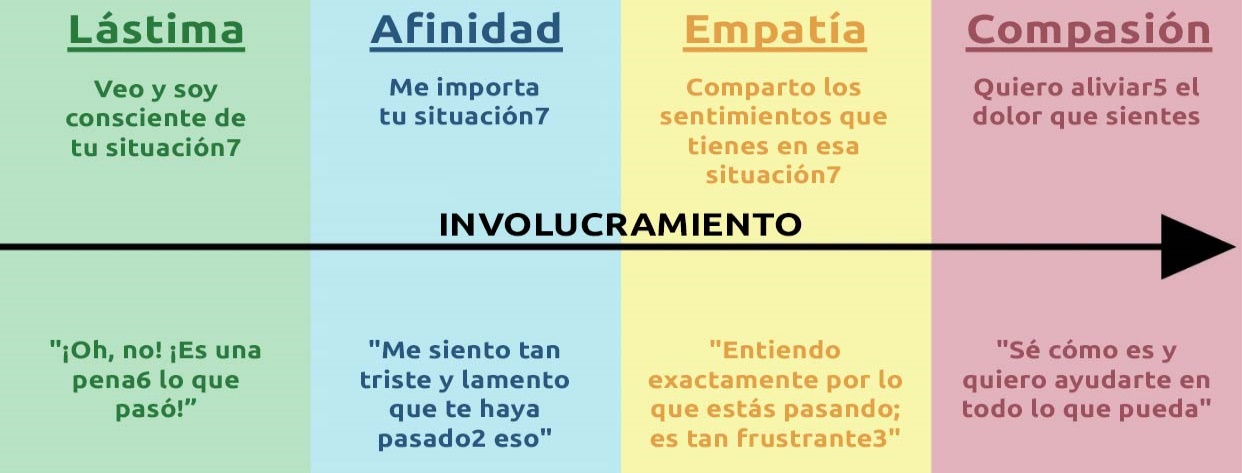 Lástima
Veo y soy
consciente de
tu situación7
Afinidad
Me importa
tu situación7
Empatía
Comparto los
sentimientos que
tienes en esa
situación7
Compasión
Quiero aliviar5 el
dolor que sientes
INVOLUCRAMIENTO
"¡Oh, no! ¡Es una
pena6 lo que
pasó!”
"Me siento tan
triste y lamento
que te haya
pasado2 eso"
"Entiendo
exactamente por lo
que estás pasando;
es tan frustrante3"
"Sé cómo es y
quiero ayudarte en
todo lo que pueda"